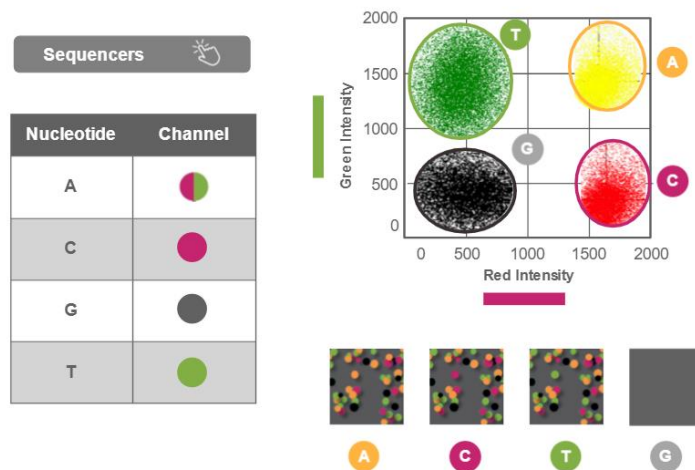 Sequencers
Nucleotide Channel
A
C
G
T
2000
1500
1000
500
0
Green Intensity
T
A
G
C
0 500 1000 1500 2000
Red Intensity
A C T G